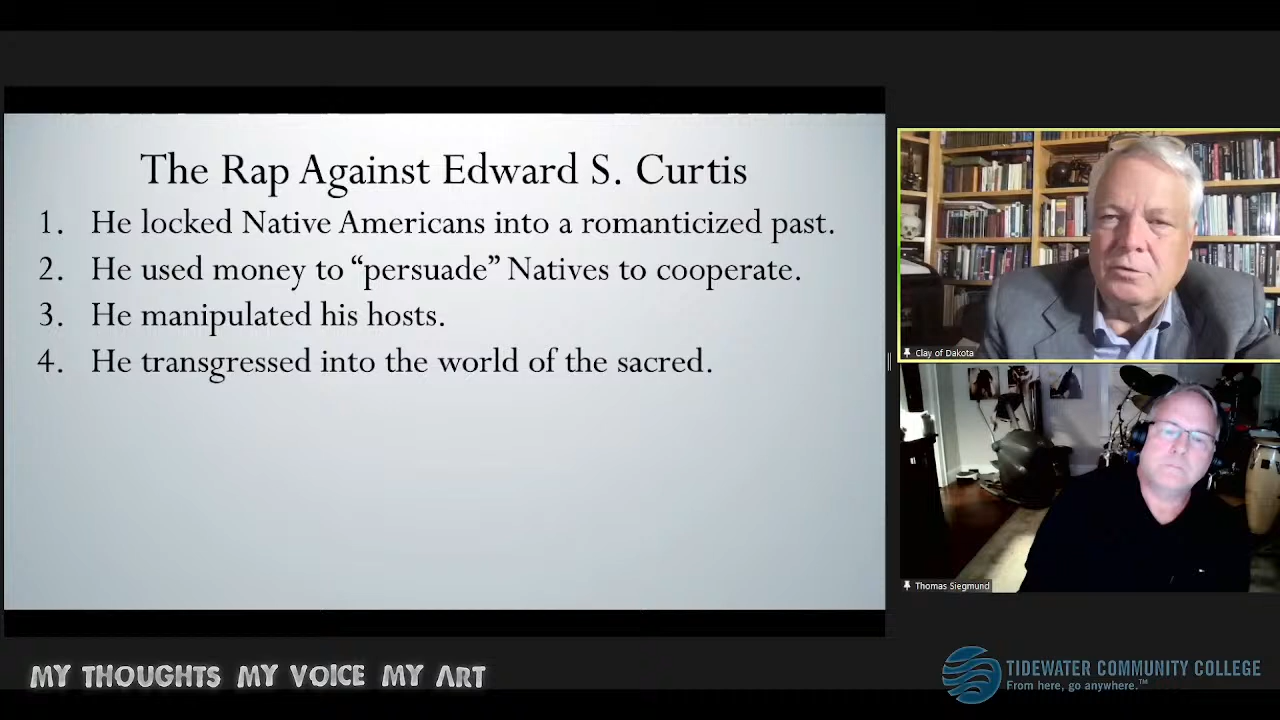 The Rap Against Edward S. Curtis
1. He locked Native Americans into a romanticized past.
2. He used money to “persuade” Natives to cooperate.
3. He manipulated his hosts.
4. He transgressed into the world of the sacred.
Clay of Dakota
Thomas Siegmund
MY THOUGHTS MY VOICE MY ART
TIDEWATER COMMUNITY COLLEGE
From here, go anywhere.™